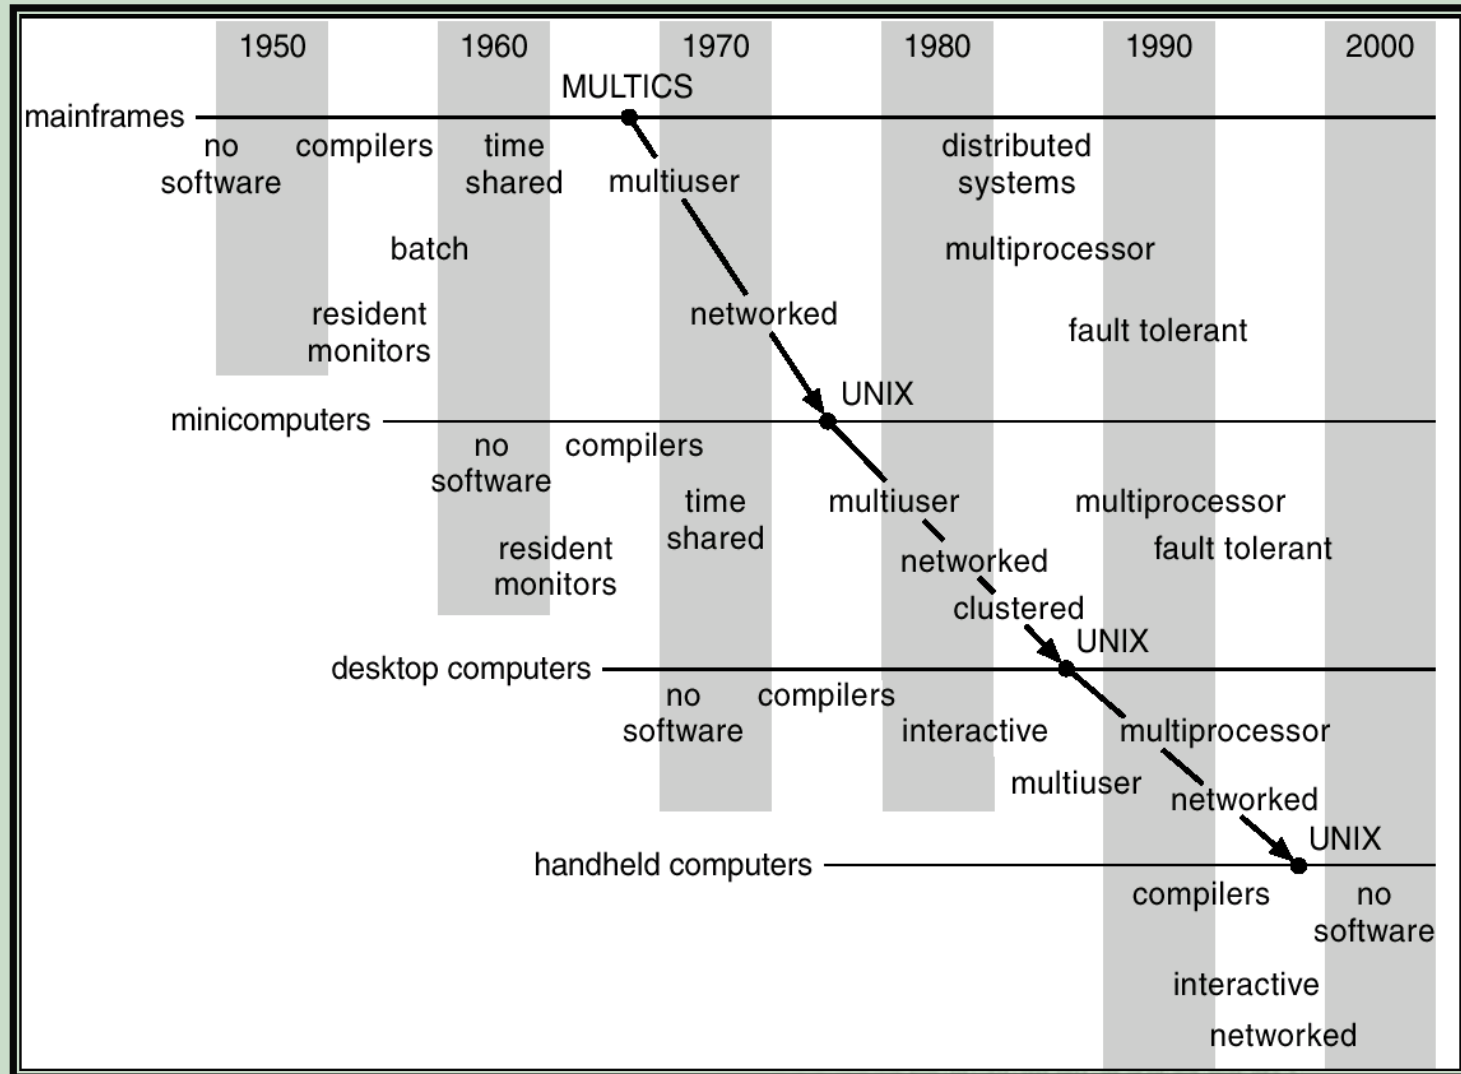 1950 1960 1970 1980 1990 2000
MULTICS
mainframes
no compilers time distributed
software shared multiuser systems
batch multiprocessor
resident networked fault tolerant
monitors
UNIX
minicomputers
no compilers
software
time multiuser multiprocessor
shared
resident networked fault tolerant
monitors
clustered
UNIX
desktop computers
no compilers
software interactive multiprocessor
multiuser networked
UNIX
handheld computers
compilers no
software
interactive
networked